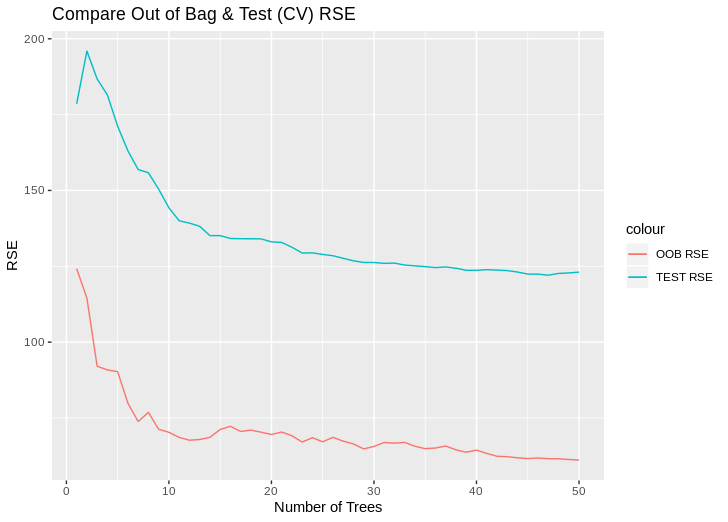 Compare Out of Bag & Test (CV) RSE
200
150
100
RSE
0
10
20
30
40
50
Number of Trees
colour
OOB RSE
TEST RSE